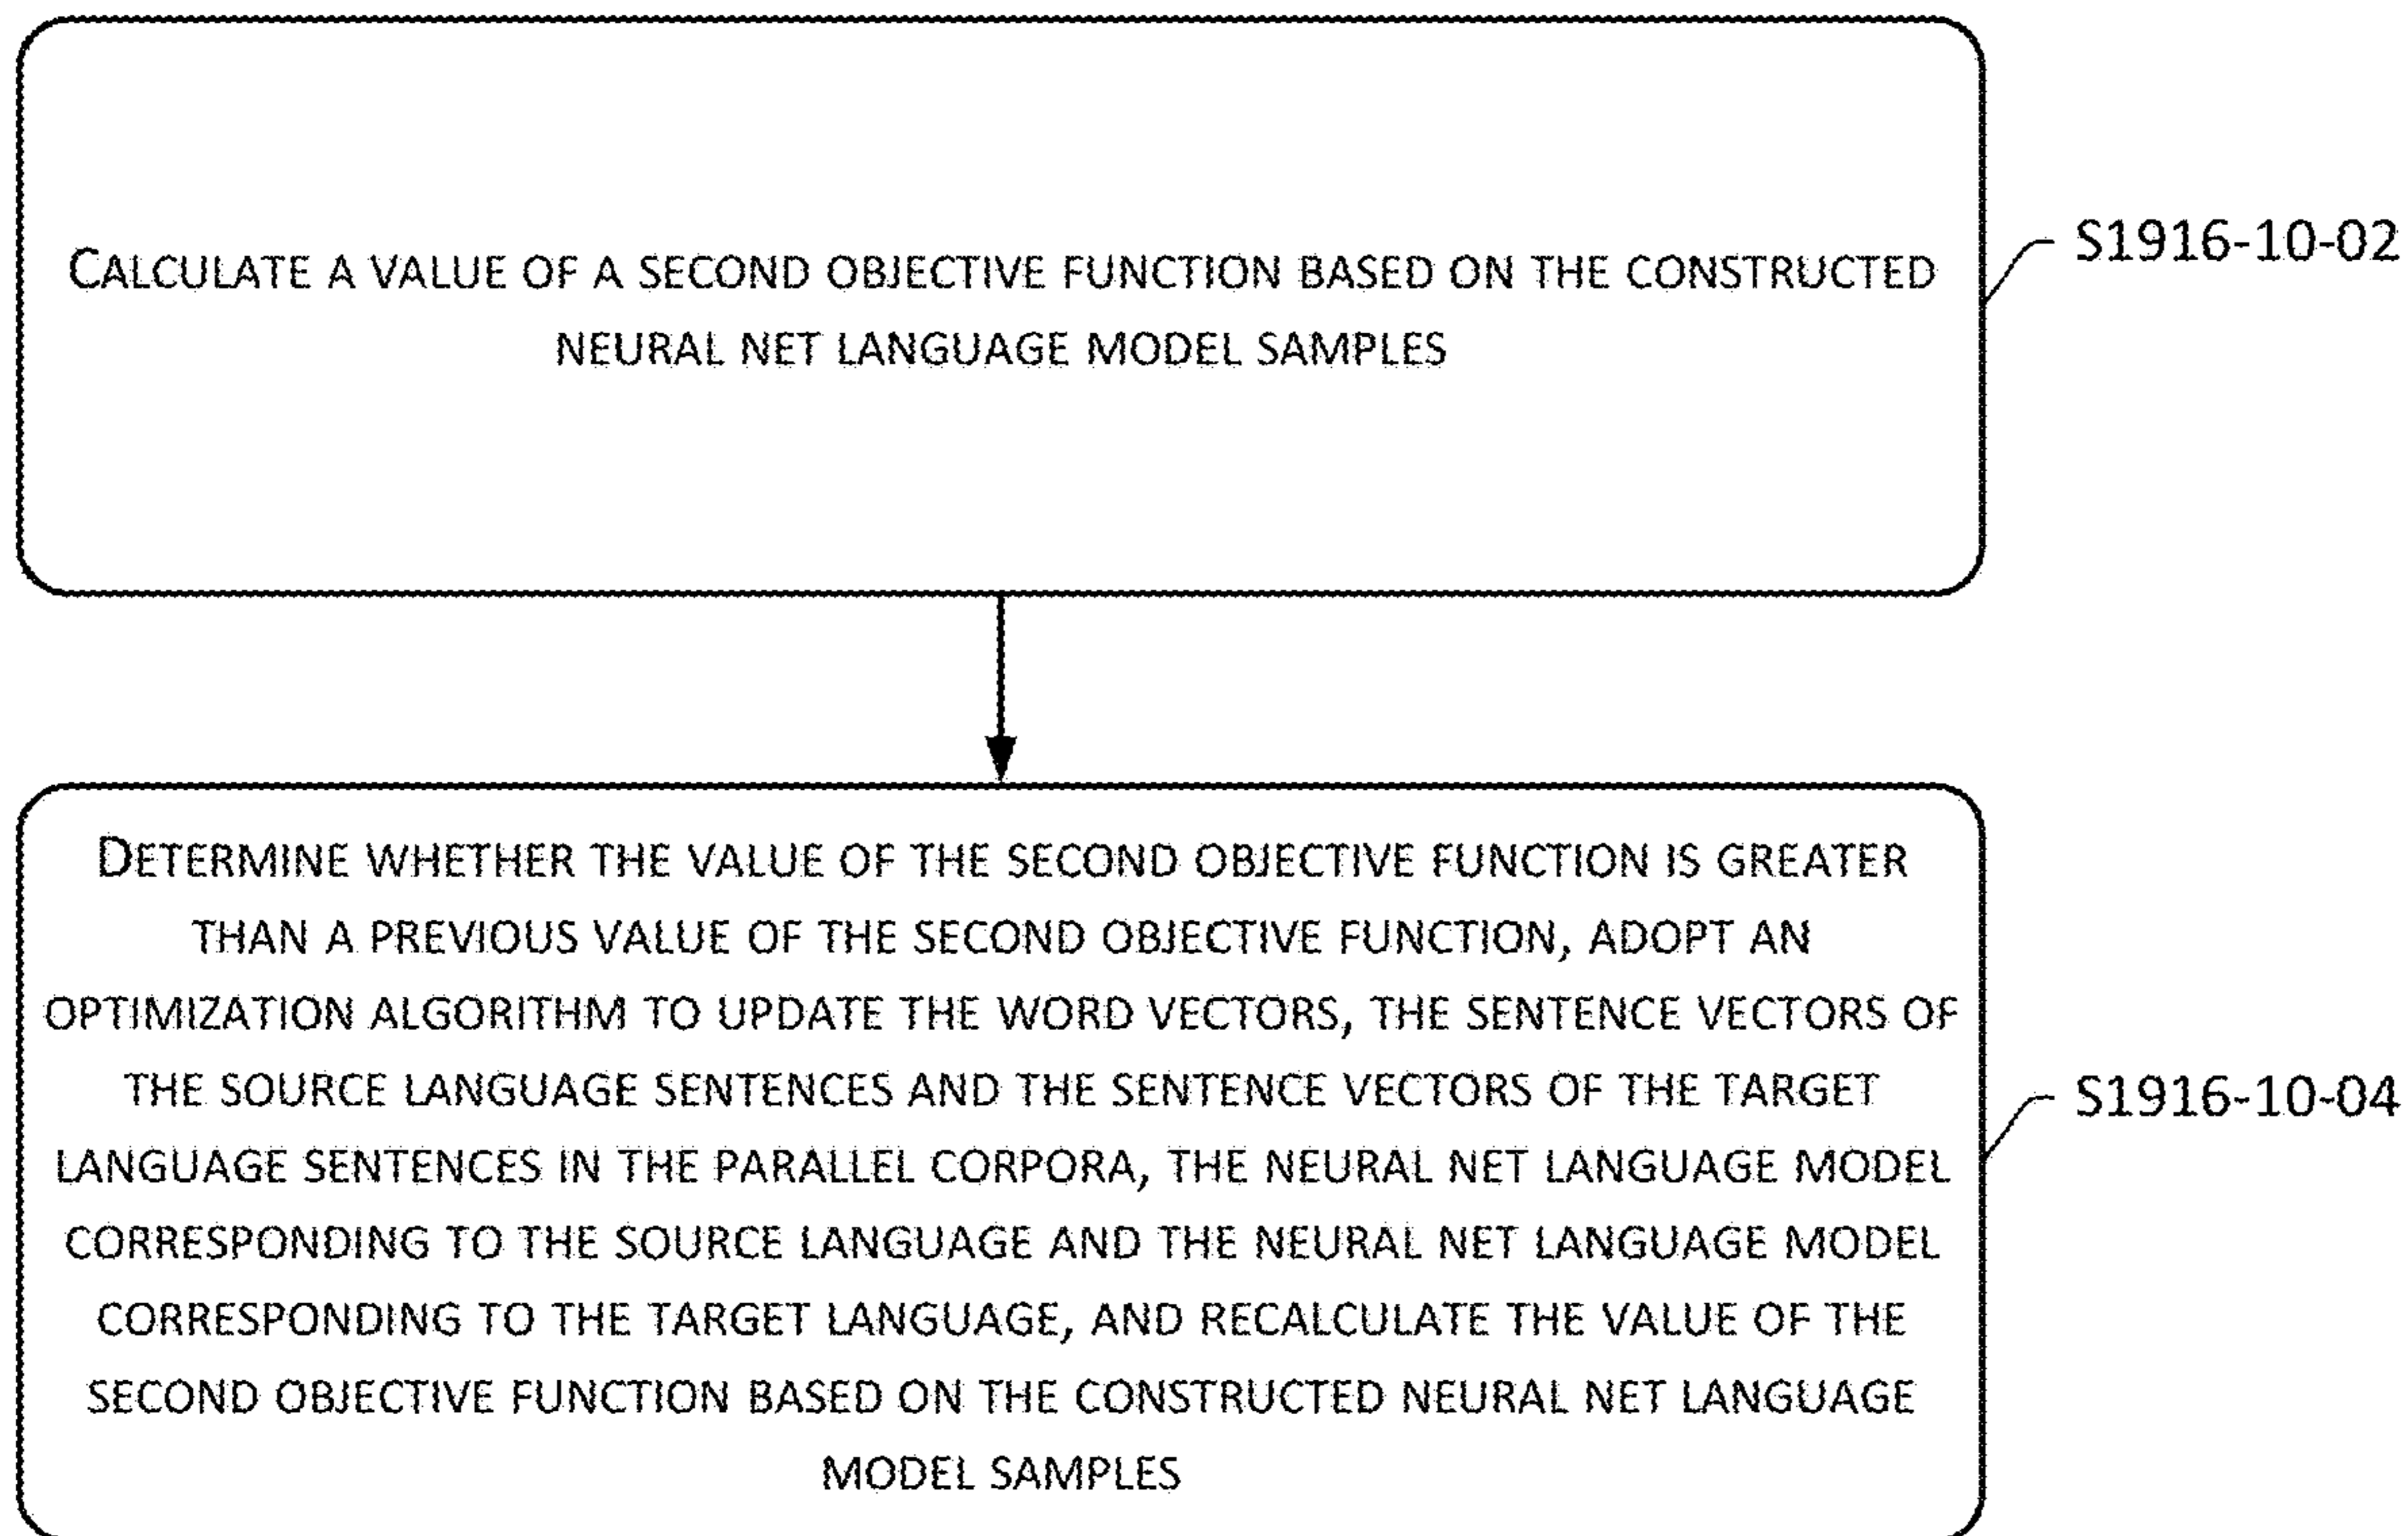 CALCULATE A VALUE OF A SECOND OBJECTIVE FUNCTION BASED ON THE CONSTRUCTED
NEURAL NET LANGUAGE MODEL SAMPLES
S1916-10-02
DETERMINE WHETHER THE VALUE OF THE SECOND OBJECTIVE FUNCTION IS GREATER
THAN A PREVIOUS VALUE OF THE SECOND OBJECTIVE FUNCTION, ADOPT AN
OPTIMIZATION ALGORITHM TO UPDATE THE WORD VECTORS, THE SENTENCE VECTORS OF
THE SOURCE LANGUAGE SENTENCES AND THE SENTENCE VECTORS OF THE TARGET
LANGUAGE SENTENCES IN THE PARALLEL CORPORA, THE NEURAL NET LANGUAGE MODEL
CORRESPONDING TO THE SOURCE LANGUAGE AND THE NEURAL NET LANGUAGE MODEL
CORRESPONDING TO THE TARGET LANGUAGE, AND RECALCULATE THE VALUE OF THE
SECOND OBJECTIVE FUNCTION BASED ON THE CONSTRUCTED NEURAL NET LANGUAGE
MODEL SAMPLES
S1916-10-04